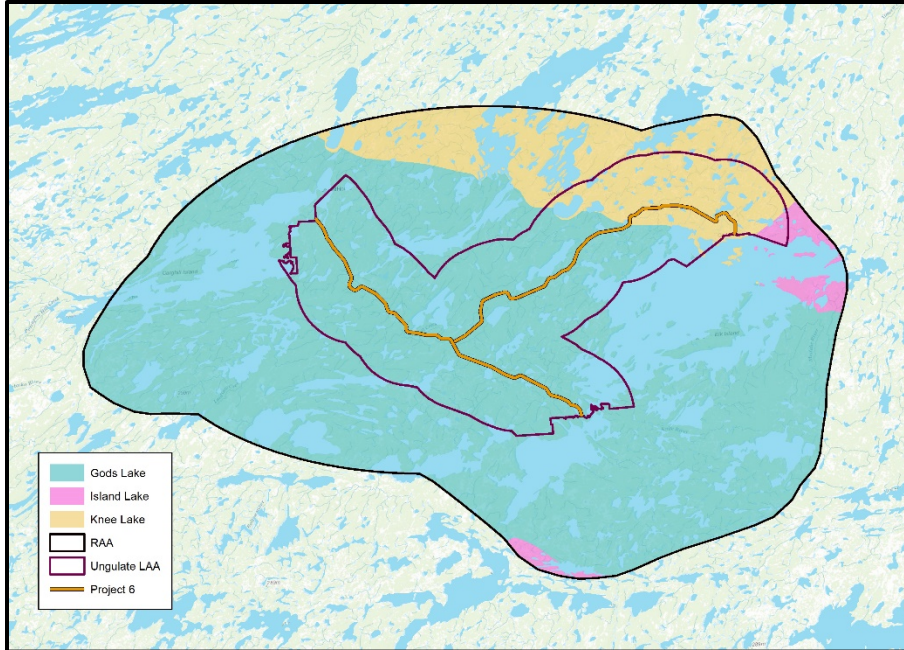 Gods Lake
Island Lake
Knee Lake
RAA
Ungulate LAA
Project 6